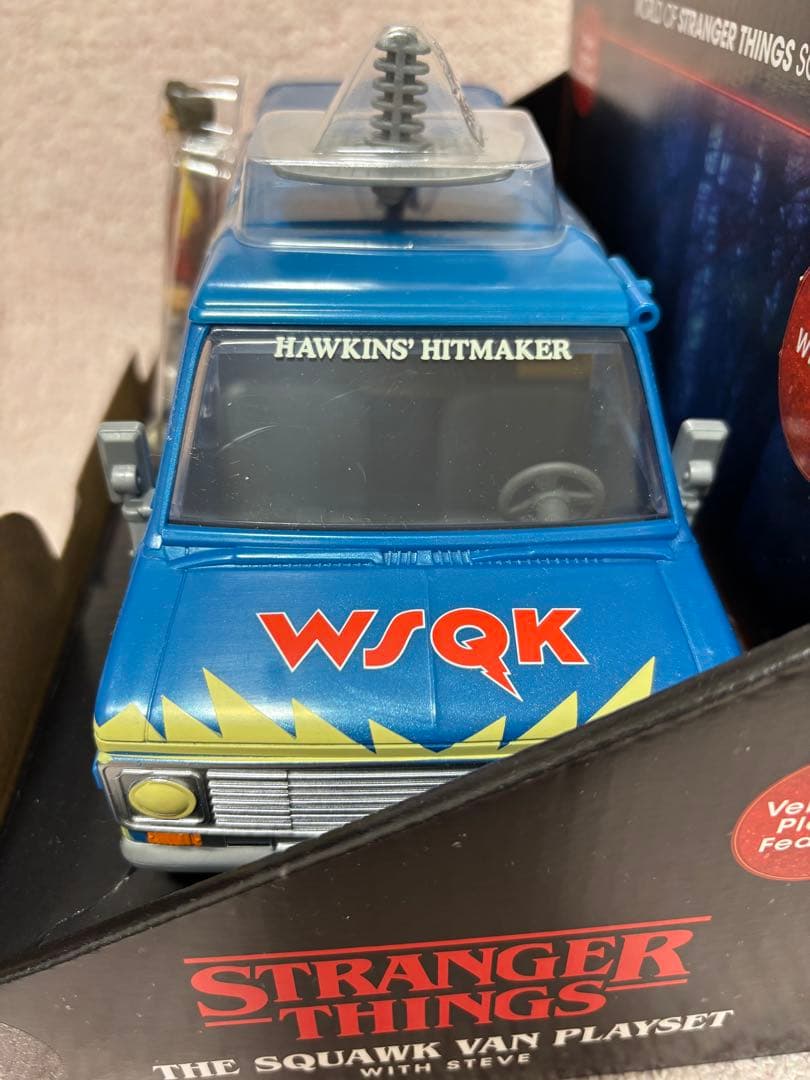 WORLD OF STRANGER THINGS
HAWKINS' HITMAKER
WSQK
STRANGER
THINGS
THE SQUAWK VAN PLAYSET
WITH STEVE